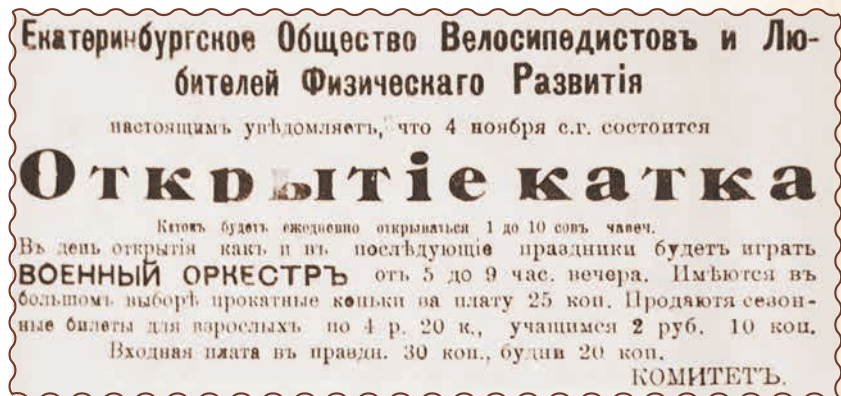 Екатеринбургское Общество Велосипедистовъ и Лю-
бителей Физическаго Развитія
настоящимъ увѣдомляетъ, что 4 ноября с.г. состоится
Открытіе катка
Катокъ будетъ ежедневно открываться 1 до 10 совъ чавеч.
Въ день открытія какъ и въ послѣдующіе праздники будетъ играть
ВОЕННЫЙ ОРКЕСТРЪ отъ 5 до 9 час. вечера. Имѣются въ
большомъ выборѣ прокатные коньки за плату 25 коп. Продаютя сезон-
ные билеты для взрослыхъ по 4 р. 20 к., учащимся 2 руб. 10 коп.
Входная плата въ праздн. 30 коп., будни 20 коп.
КОМИТЕТЪ.